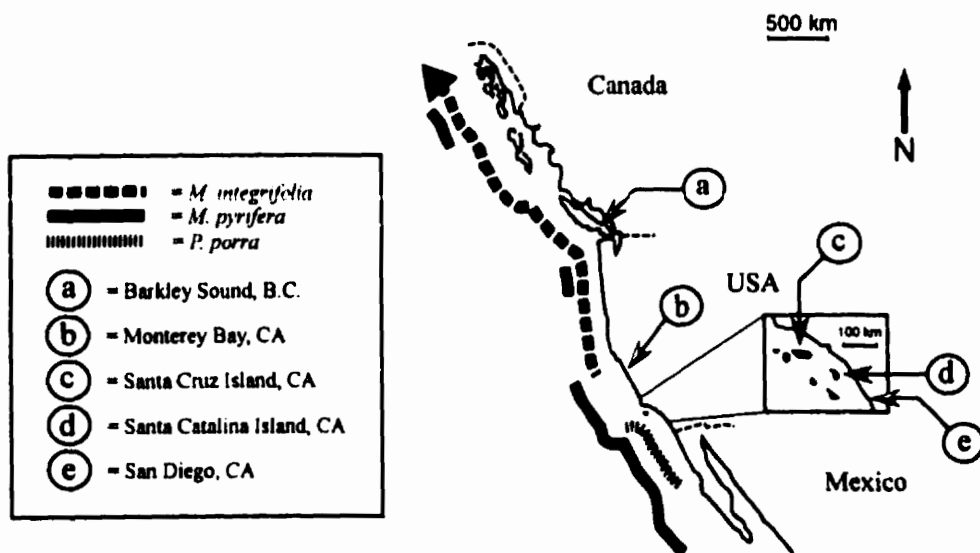 500 km
Canada
N
a
= M. integrifolia
= M. pyrifera
= P. porra
a = Barkley Sound, B.C.
b = Monterey Bay, CA
c = Santa Cruz Island, CA
d = Santa Catalina Island, CA
e = San Diego, CA
c
USA
b
100 km
d
e
Mexico